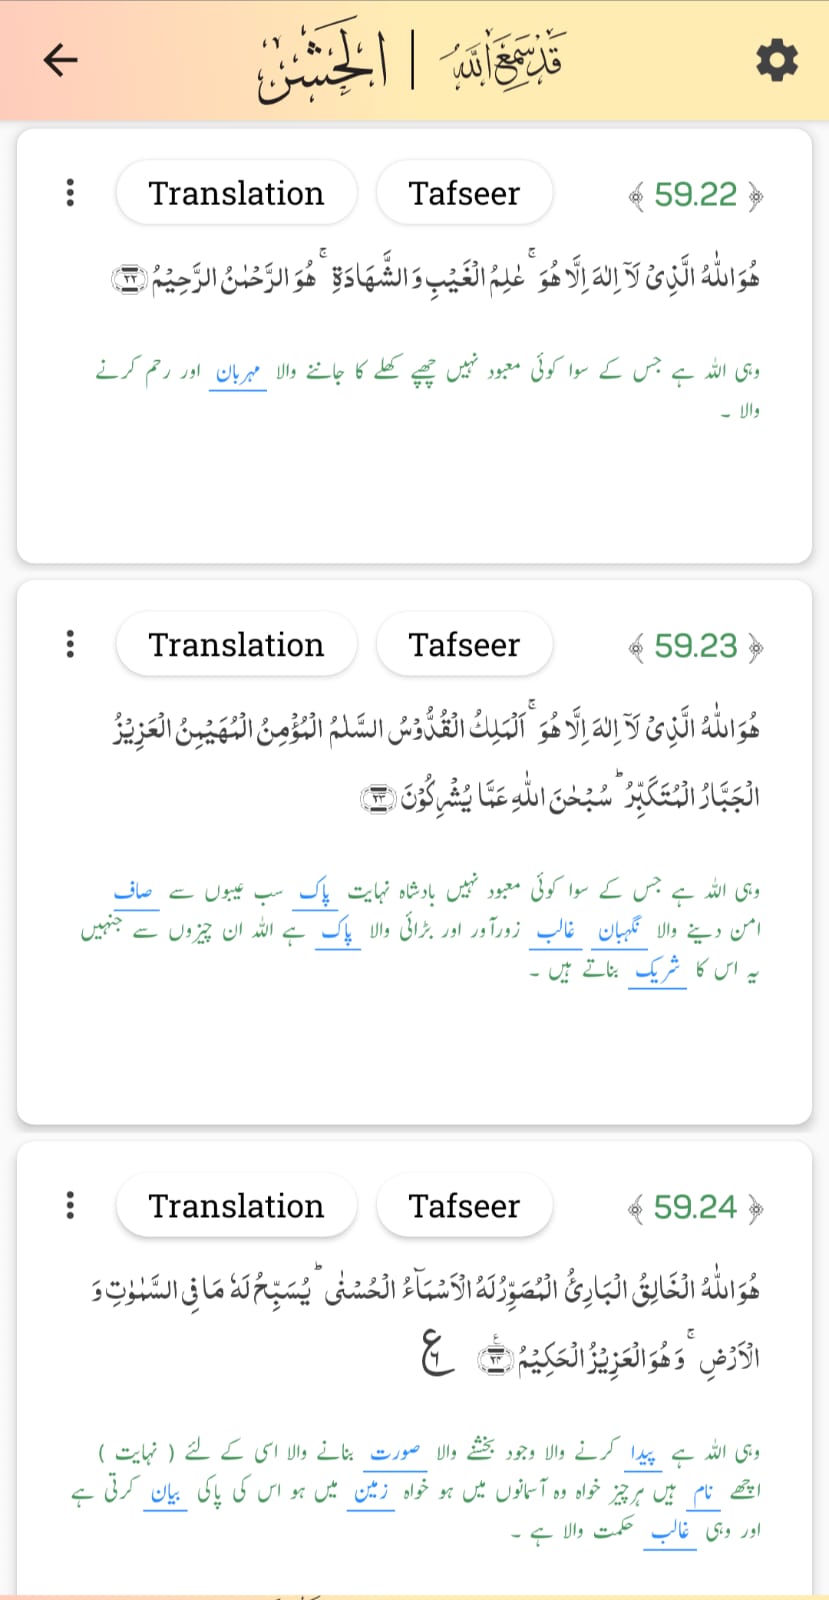 قَدْ سَمِعَ اللّٰهُ | الحَشْر
Translation Tafseer 59.22
هُوَ اللّٰهُ الَّذِىۡ لَاۤ اِلٰهَ اِلَّا هُوَ‌ ۚ عٰلِمُ الۡغَيۡبِ وَالشَّهَادَةِ‌ ۚ هُوَ الرَّحۡمٰنُ الرَّحِيۡمُ ﴿۲۲﴾
وہی اللہ ہے جس کے سوا کوئی معبود نہیں چھپے کھلے کا جاننے والا مہربان اور رحم کرنے
والا ۔
Translation Tafseer 59.23
هُوَ اللّٰهُ الَّذِىۡ لَاۤ اِلٰهَ اِلَّا هُوَ‌ ۚ اَلۡمَلِكُ الۡقُدُّوۡسُ السَّلٰمُ الۡمُؤۡمِنُ الۡمُهَيۡمِنُ الۡعَزِيۡزُ
الۡجَـبَّارُ الۡمُتَكَبِّرُ‌ ؕ سُبۡحٰنَ اللّٰهِ عَمَّا يُشۡرِكُوۡنَ ﴿۲۳﴾
وہی اللہ ہے جس کے سوا کوئی معبود نہیں بادشاہ نہایت پاک سب عیبوں سے صاف
امن دینے والا نگہبان غالب زورآور اور بڑائی والا پاک ہے اللہ ان چیزوں سے جنہیں
یہ اس کا شریک بناتے ہیں ۔
Translation Tafseer 59.24
هُوَ اللّٰهُ الۡخَـالِـقُ الۡبَارِئُ الۡمُصَوِّرُ‌ لَـهُ الۡاَسۡمَآءُ الۡحُسۡنٰى‌ ؕ يُسَبِّحُ لَهٗ مَا فِى السَّمٰوٰتِ وَ
الۡاَرۡضِ‌ ۚ وَهُوَ الۡعَزِيۡزُ الۡحَكِيۡمُ ﴿۲۴﴾ ع ٦
وہی اللہ ہے پیدا کرنے والا وجود بخشنے والا صورت بنانے والا اسی کے لئے ( نہایت )
اچھے نام ہیں ہرچیز خواہ وہ آسمانوں میں ہو خواہ زمین میں ہو اس کی پاکی بیان کرتی ہے
اور وہی غالب حکمت والا ہے ۔